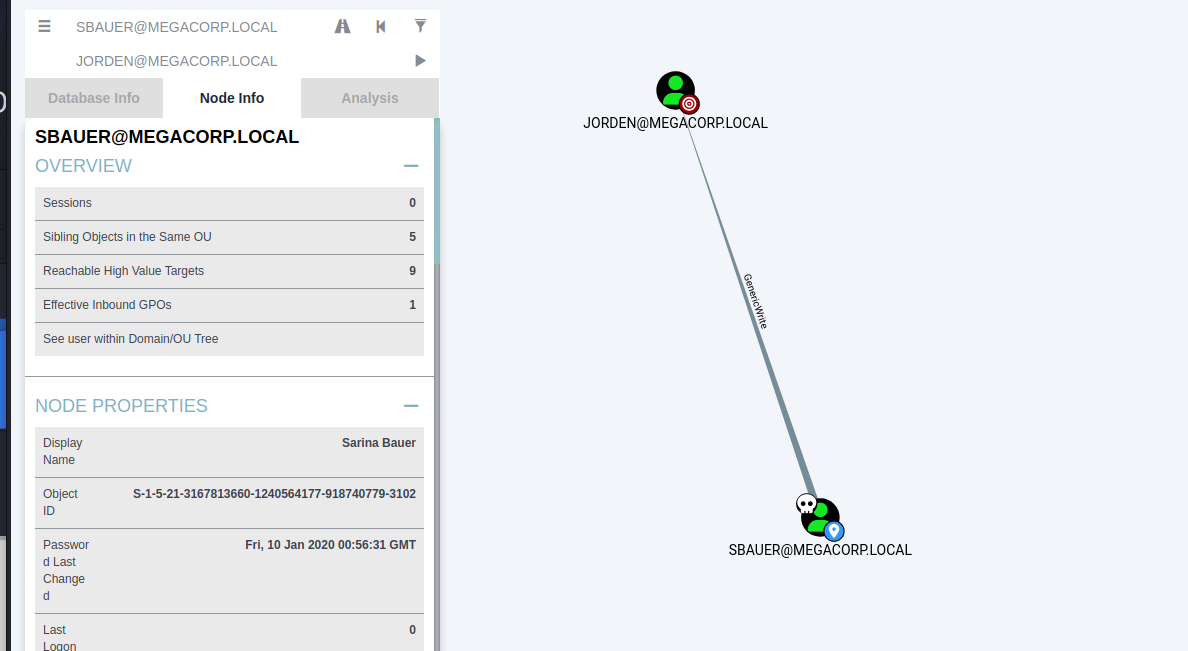 SBAUER@MEGACORP.LOCAL
JORDEN@MEGACORP.LOCAL
Database Info
Node Info
Analysis
SBAUER@MEGACORP.LOCAL
OVERVIEW
Sessions 0
Sibling Objects in the Same OU 5
Reachable High Value Targets 9
Effective Inbound GPOs 1
See user within Domain/OU Tree
NODE PROPERTIES
Display Sarina Bauer
Name
Object S-1-5-21-3167813660-1240564177-918740779-3102
ID
Passwor Fri, 10 Jan 2020 00:56:31 GMT
d Last
Change
d
Last 0
Logon
JORDEN@MEGACORP.LOCAL
GenericWrite
SBAUER@MEGACORP.LOCAL